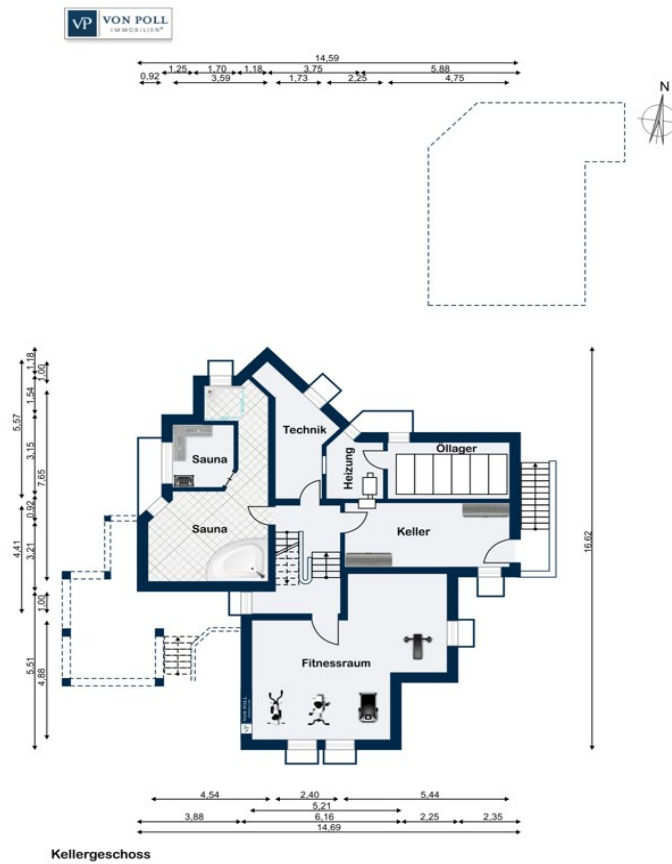 VP VON POLL
IMMOBILIEN®
14,59
1,25 1,70 1,18 3,75 5,88
0,92 3,59 1,73 2,25 4,75
N
1,18
1,00
1,54
5,57
3,15
7,65
0,92
4,41
3,21
1,00
5,51
4,88
16,62
Technik
Öllager
Sauna
Heizung
Sauna
Keller
Fitnessraum
VP VON POLL
4,54 2,40 5,44
5,21
3,88 6,16 2,25 2,35
14,69
Kellergeschoss